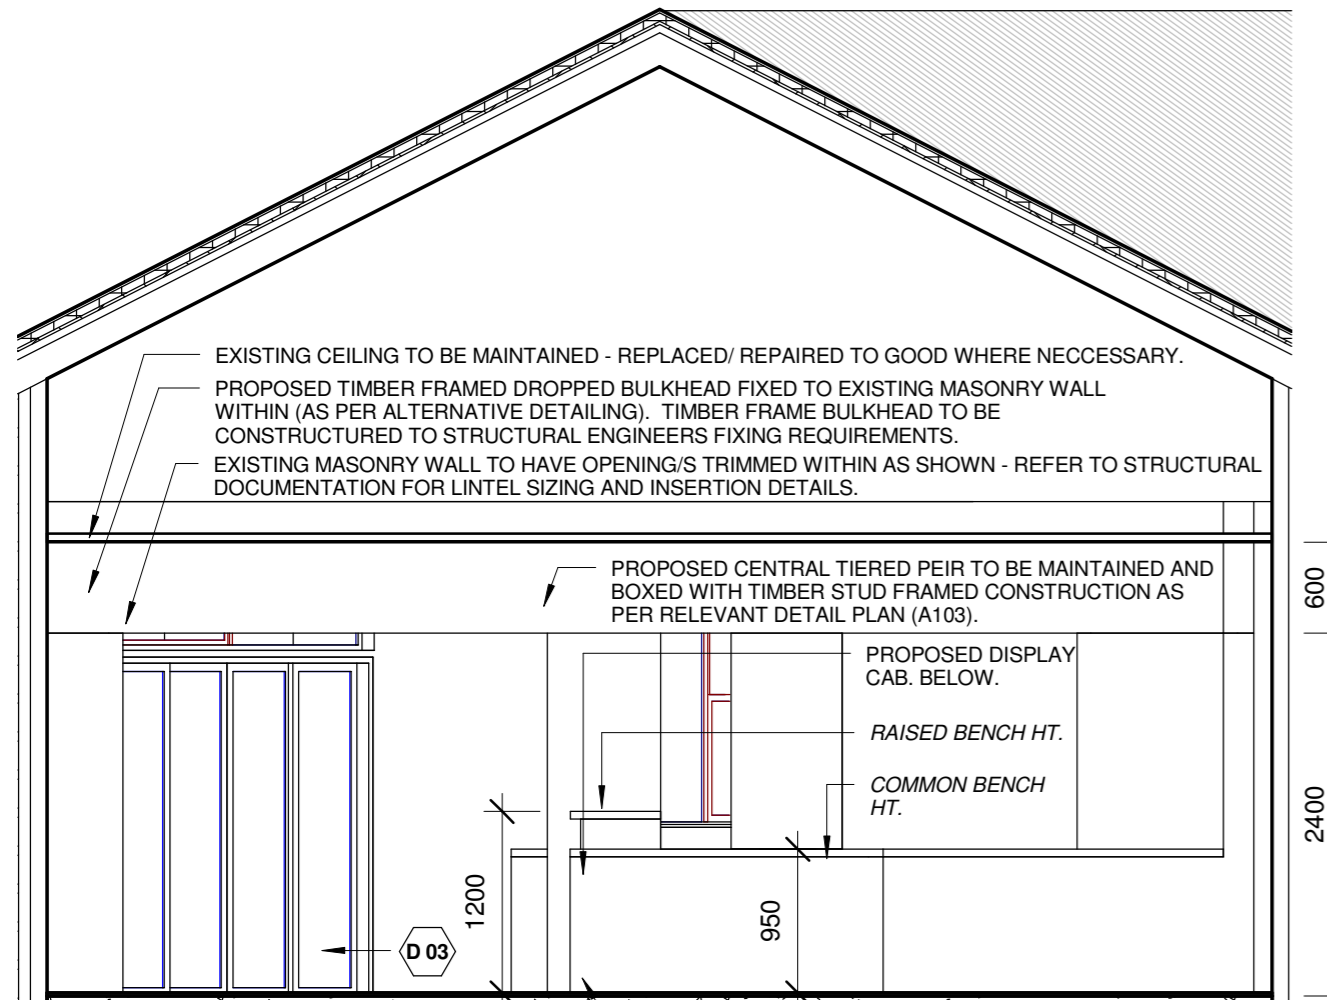 EXISTING CEILING TO BE MAINTAINED - REPLACED/ REPAIRED TO GOOD WHERE NECCESSARY.
PROPOSED TIMBER FRAMED DROPPED BULKHEAD FIXED TO EXISTING MASONRY WALL
WITHIN (AS PER ALTERNATIVE DETAILING). TIMBER FRAME BULKHEAD TO BE
CONSTRUCTURED TO STRUCTURAL ENGINEERS FIXING REQUIREMENTS.
EXISTING MASONRY WALL TO HAVE OPENING/S TRIMMED WITHIN AS SHOWN - REFER TO STRUCTURAL
DOCUMENTATION FOR LINTEL SIZING AND INSERTION DETAILS.
PROPOSED CENTRAL TIERED PEIR TO BE MAINTAINED AND
BOXED WITH TIMBER STUD FRAMED CONSTRUCTION AS
PER RELEVANT DETAIL PLAN (A103).
600
PROPOSED DISPLAY
CAB. BELOW.
RAISED BENCH HT.
COMMON BENCH
HT.
2400
1200
950
D 03